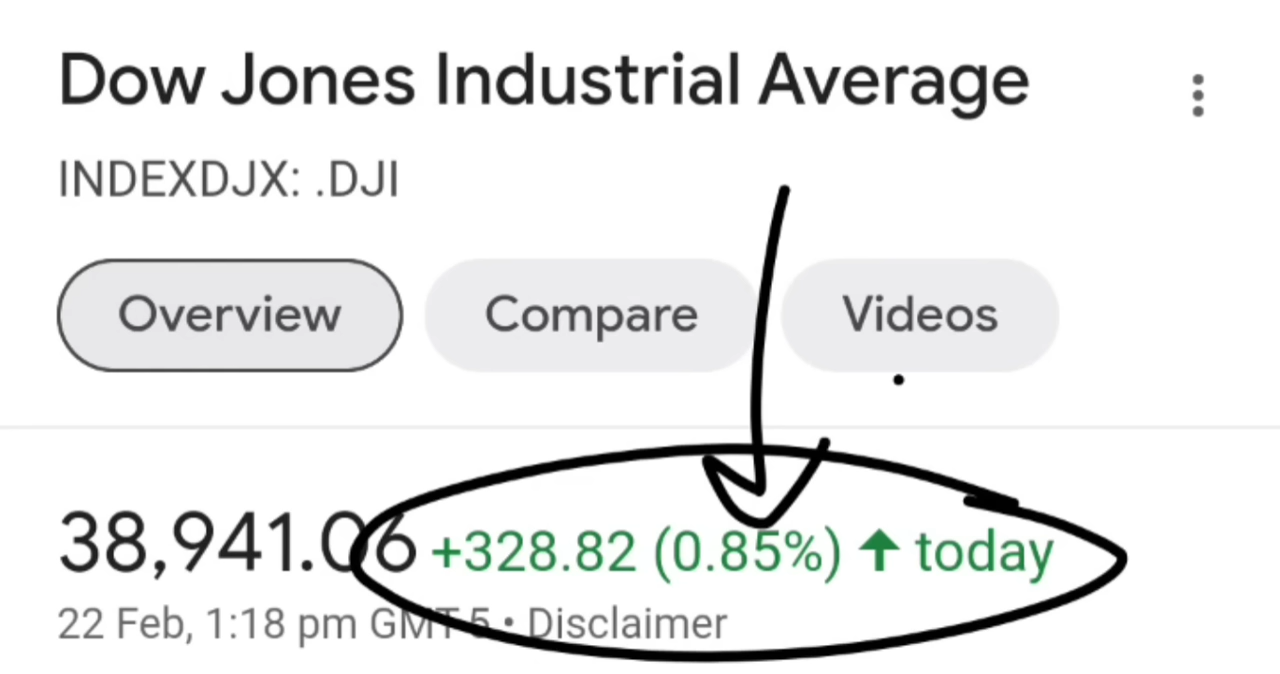 Dow Jones Industrial Average
INDEXDJX: .DJI
Overview Compare Videos
38,941.06 +328.82 (0.85%) ↑ today
22 Feb, 1:18 pm GMT-5 • Disclaimer